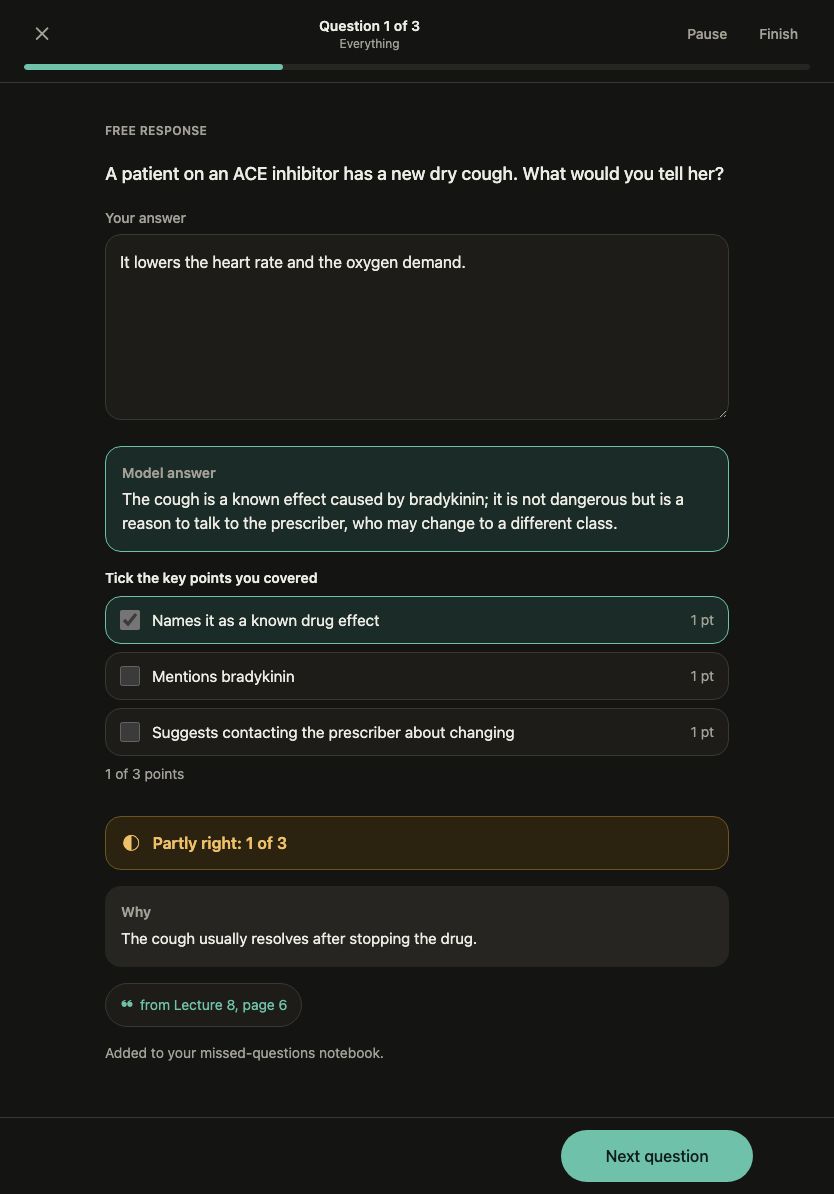 Question 1 of 3
Everything
Pause
Finish
FREE RESPONSE
A patient on an ACE inhibitor has a new dry cough. What would you tell her?
Your answer
It lowers the heart rate and the oxygen demand.
Model answer
The cough is a known effect caused by bradykinin; it is not dangerous but is a
reason to talk to the prescriber, who may change to a different class.
Tick the key points you covered
Names it as a known drug effect 1 pt
Mentions bradykinin 1 pt
Suggests contacting the prescriber about changing 1 pt
1 of 3 points
Partly right: 1 of 3
Why
The cough usually resolves after stopping the drug.
❝ from Lecture 8, page 6
Added to your missed-questions notebook.
Next question